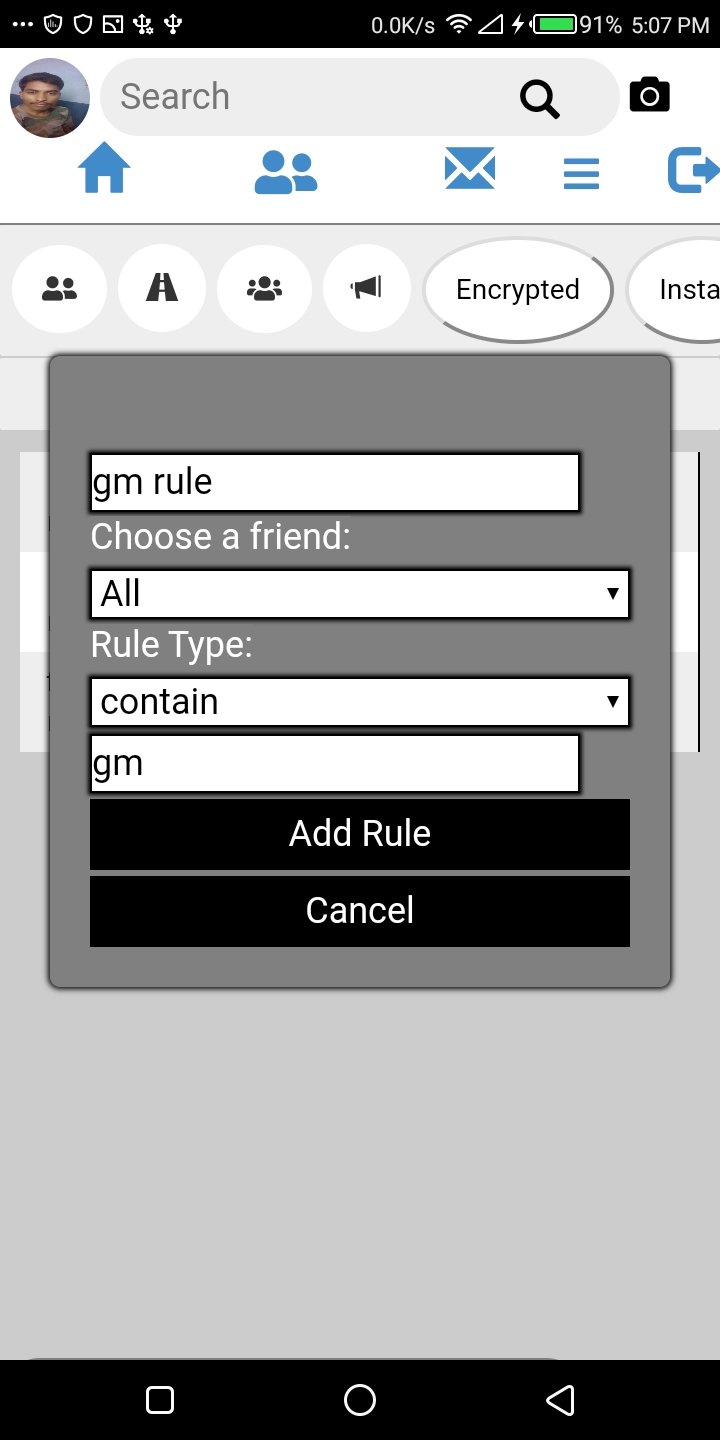 0.0K/s 91% 5:07 PM
Search
Encrypted Insta
gm rule
Choose a friend:
All
Rule Type:
contain
gm
Add Rule
Cancel